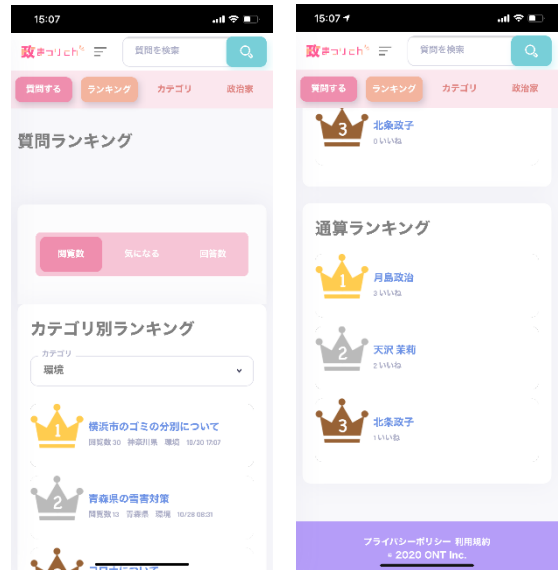 15:07
政まつりch
質問を検索
質問する ランキング カテゴリ 政治家
質問ランキング
閲覧数 気になる 回答数
カテゴリ別ランキング
カテゴリ
環境
1
横浜市のゴミの分別について
閲覧数 30 神奈川県 環境 10/30 17:07
2
青森県の雪害対策
閲覧数 13 青森県 環境 10/28 08:31
15:07
政まつりch
質問を検索
質問する ランキング カテゴリ 政治家
3
北条政子
0 いいね
通算ランキング
1
月島政治
3 いいね
2
天沢 茉莉
2 いいね
3
北条政子
1 いいね
プライバシーポリシー 利用規約
© 2020 ONT Inc.